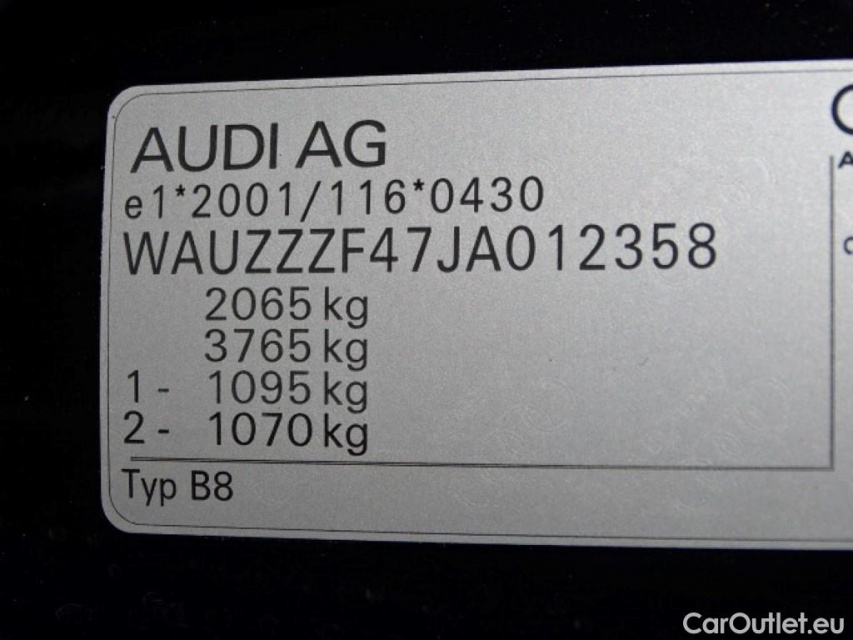 AUDI AG
e1*2001/116*0430
WAUZZZF47JA012358
2065 kg
3765 kg
1 - 1095 kg
2 - 1070 kg
Typ B8
CarOutlet.eu